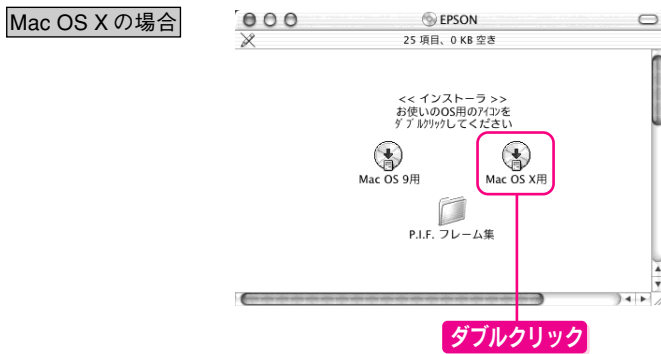 Mac OS X の場合
EPSON
25 項目、0 KB 空き
<< インストーラ >>
お使いのOS用のアイコンを
ダブルクリックしてください
Mac OS 9用
Mac OS X用
P.I.F. フレーム集
ダブルクリック